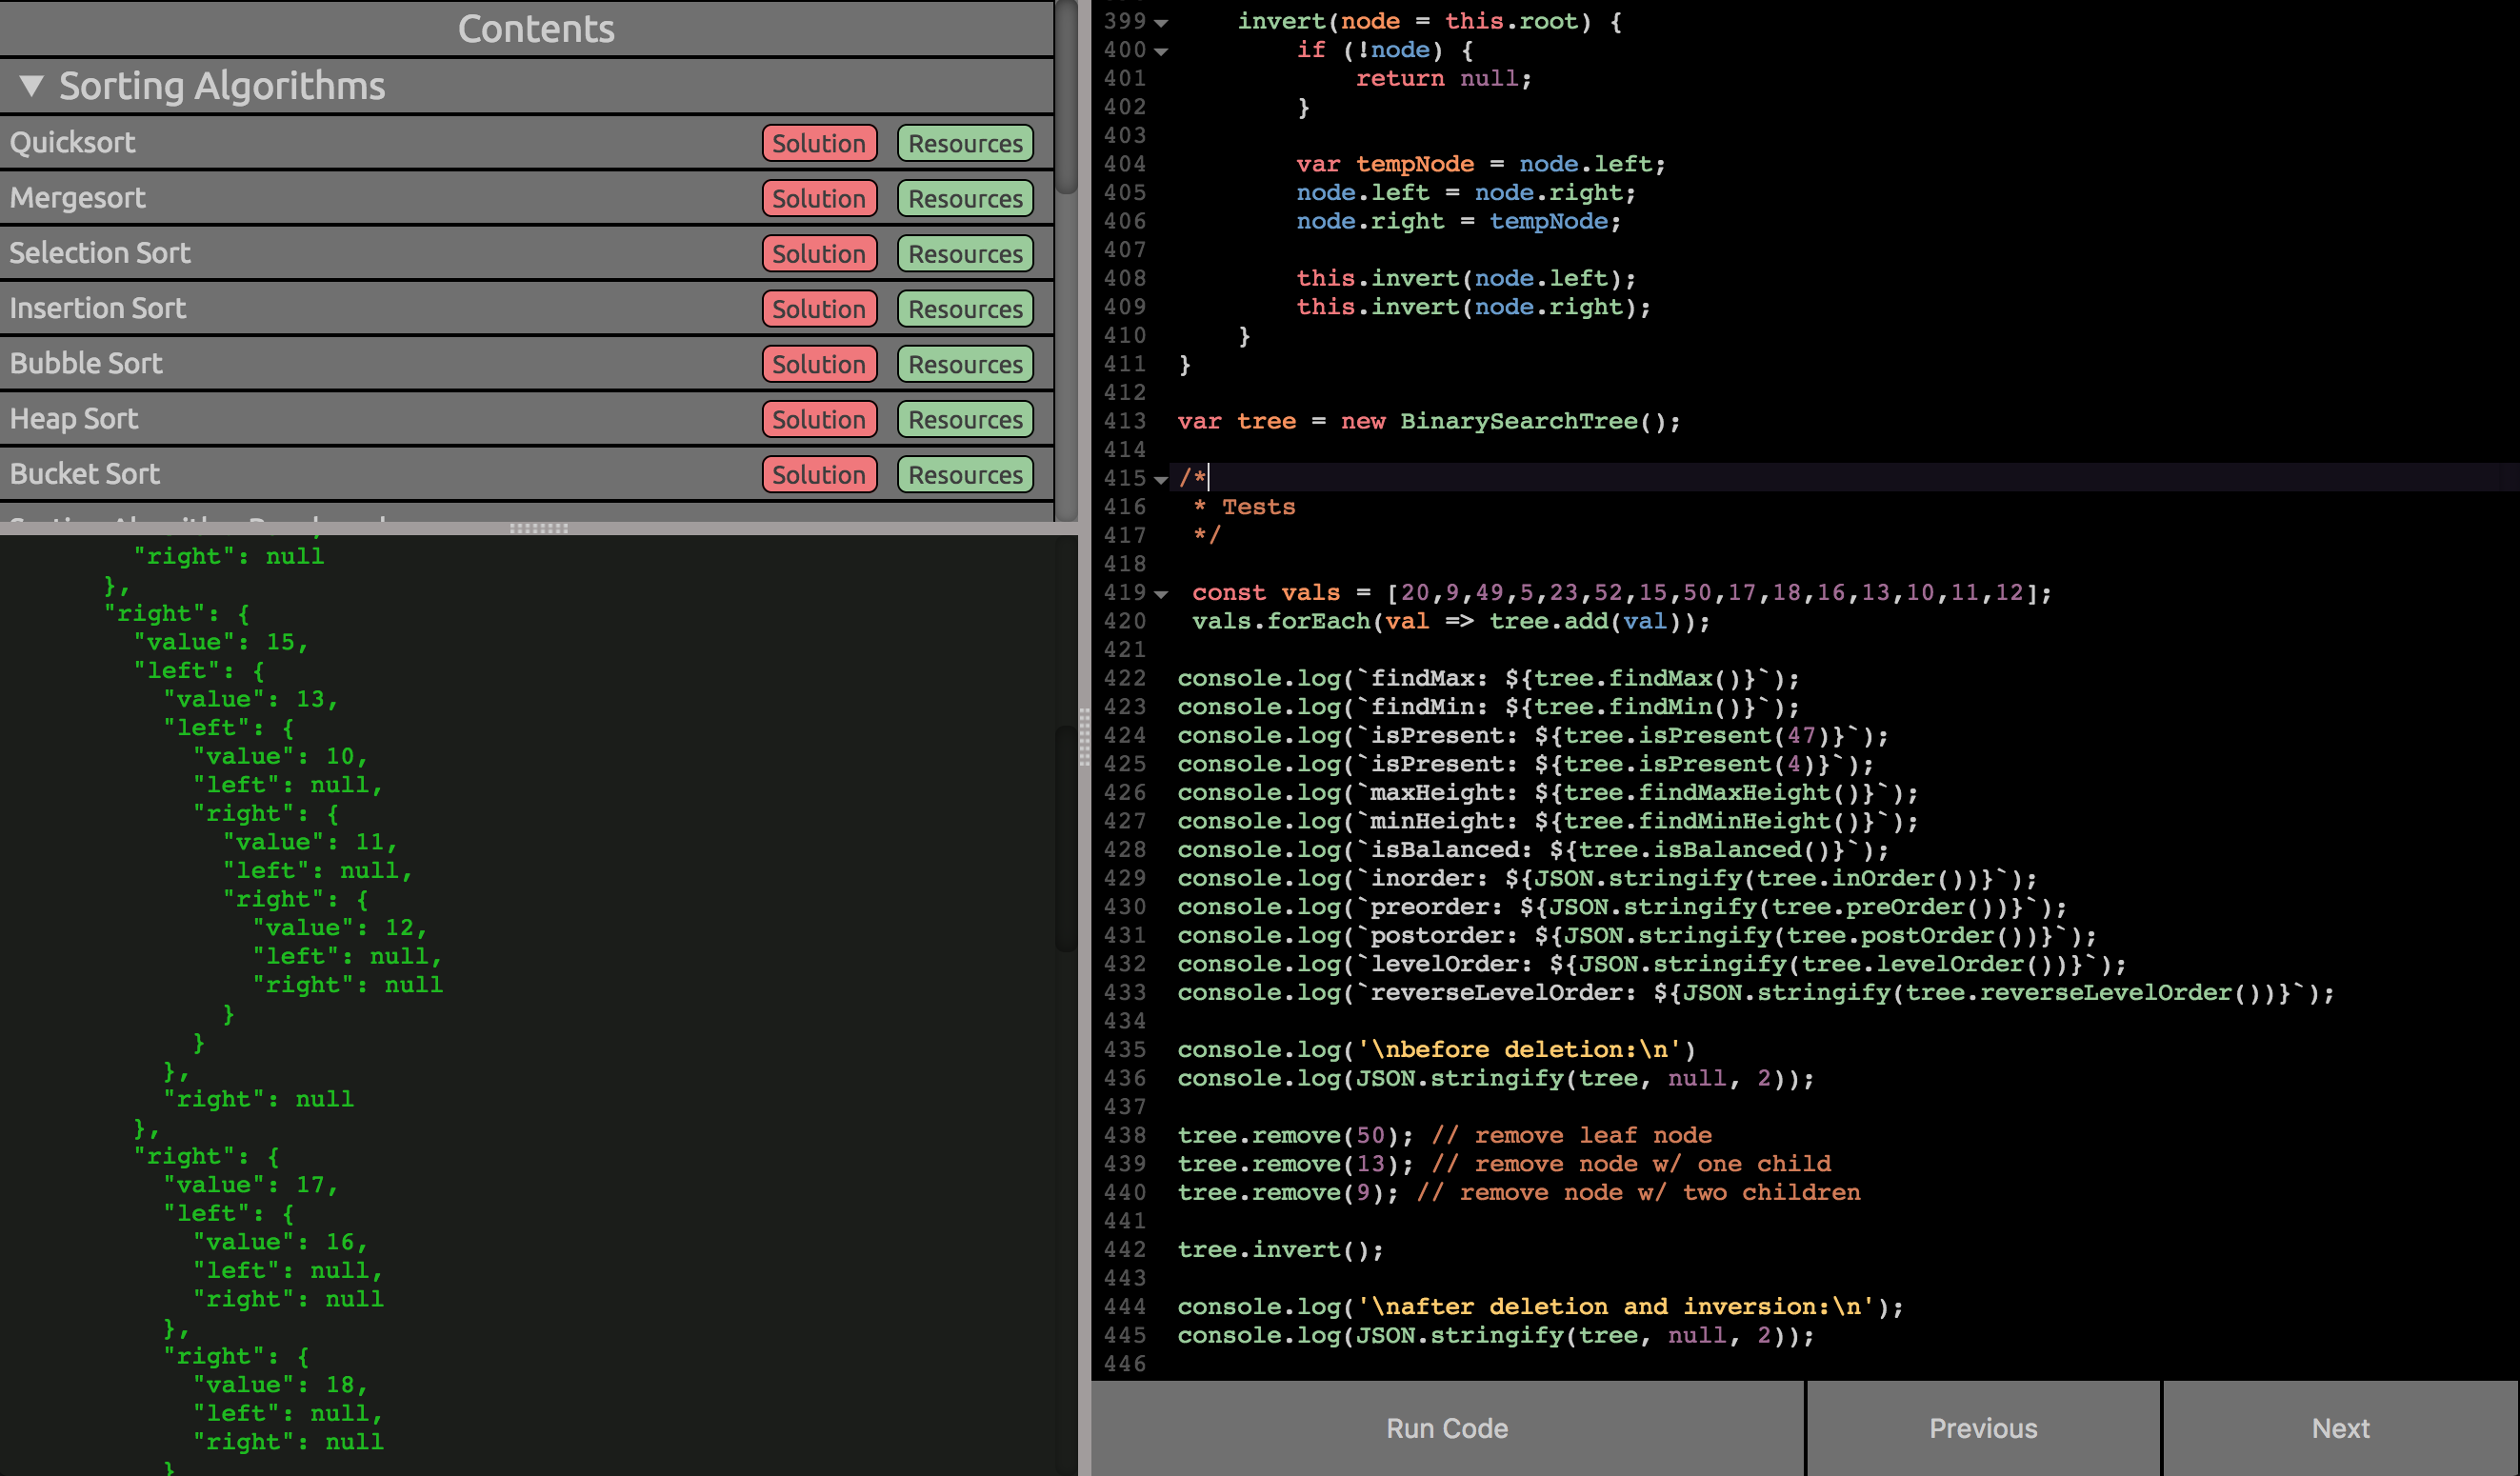 Contents
▼ Sorting Algorithms
Quicksort Solution Resources
Mergesort Solution Resources
Selection Sort Solution Resources
Insertion Sort Solution Resources
Bubble Sort Solution Resources
Heap Sort Solution Resources
Bucket Sort Solution Resources
"right": null
},
"right": {
"value": 15,
"left": {
"value": 13,
"left": {
"value": 10,
"left": null,
"right": {
"value": 11,
"left": null,
"right": {
"value": 12,
"left": null,
"right": null
}
}
},
"right": null
},
"right": {
"value": 17,
"left": {
"value": 16,
"left": null,
"right": null
},
"right": {
"value": 18,
"left": null,
"right": null
}
399 invert(node = this.root) {
400 if (!node) {
401 return null;
402 }
403
404 var tempNode = node.left;
405 node.left = node.right;
406 node.right = tempNode;
407
408 this.invert(node.left);
409 this.invert(node.right);
410 }
411 }
412
413 var tree = new BinarySearchTree();
414
415 /*
416 * Tests
417 */
418
419 const vals = [20,9,49,5,23,52,15,50,17,18,16,13,10,11,12];
420 vals.forEach(val => tree.add(val));
421
422 console.log(`findMax: ${tree.findMax()}`);
423 console.log(`findMin: ${tree.findMin()}`);
424 console.log(`isPresent: ${tree.isPresent(47)}`);
425 console.log(`isPresent: ${tree.isPresent(4)}`);
426 console.log(`maxHeight: ${tree.findMaxHeight()}`);
427 console.log(`minHeight: ${tree.findMinHeight()}`);
428 console.log(`isBalanced: ${tree.isBalanced()}`);
429 console.log(`inorder: ${JSON.stringify(tree.inOrder())}`);
430 console.log(`preorder: ${JSON.stringify(tree.preOrder())}`);
431 console.log(`postorder: ${JSON.stringify(tree.postOrder())}`);
432 console.log(`levelOrder: ${JSON.stringify(tree.levelOrder())}`);
433 console.log(`reverseLevelOrder: ${JSON.stringify(tree.reverseLevelOrder())}`);
434
435 console.log('\nbefore deletion:\n')
436 console.log(JSON.stringify(tree, null, 2));
437
438 tree.remove(50); // remove leaf node
439 tree.remove(13); // remove node w/ one child
440 tree.remove(9); // remove node w/ two children
441
442 tree.invert();
443
444 console.log('\nafter deletion and inversion:\n');
445 console.log(JSON.stringify(tree, null, 2));
446
Run Code Previous Next